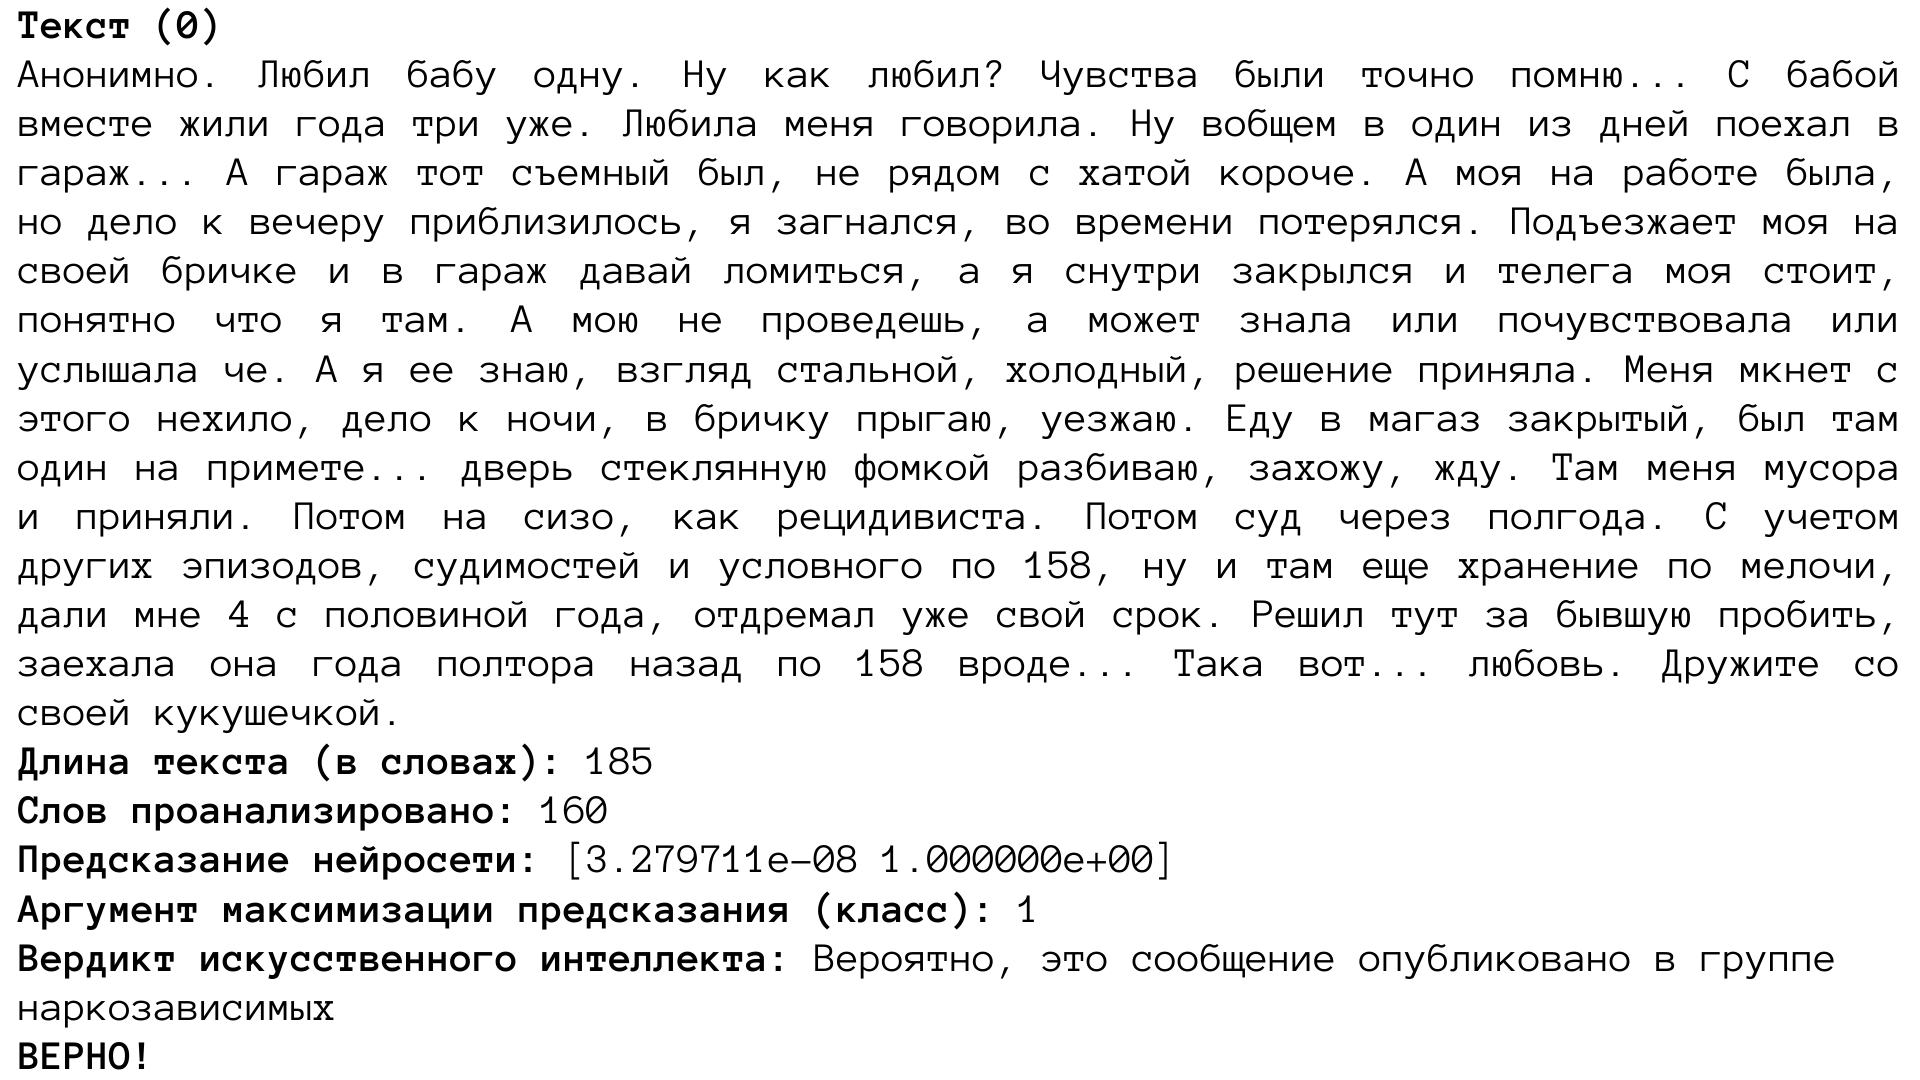 Текст (0)
Анонимно. Любил бабу одну. Ну как любил? Чувства были точно помню... С бабой
вместе жили года три уже. Любила меня говорила. Ну вобщем в один из дней поехал в
гараж... А гараж тот съемный был, не рядом с хатой короче. А моя на работе была,
но дело к вечеру приблизилось, я загнался, во времени потерялся. Подъезжает моя на
своей бричке и в гараж давай ломиться, а я снутри закрылся и телега моя стоит,
понятно что я там. А мою не проведешь, а может знала или почувствовала или
услышала че. А я ее знаю, взгляд стальной, холодный, решение приняла. Меня мкнет с
этого нехило, дело к ночи, в бричку прыгаю, уезжаю. Еду в магаз закрытый, был там
один на примете... дверь стеклянную фомкой разбиваю, захожу, жду. Там меня мусора
и приняли. Потом на сизо, как рецидивиста. Потом суд через полгода. С учетом
других эпизодов, судимостей и условного по 158, ну и там еще хранение по мелочи,
дали мне 4 с половиной года, отдремал уже свой срок. Решил тут за бывшую пробить,
заехала она года полтора назад по 158 вроде... Така вот... любовь. Дружите со
своей кукушечкой.
Длина текста (в словах): 185
Слов проанализировано: 160
Предсказание нейросети: [3.279711e-08 1.000000e+00]
Аргумент максимизации предсказания (класс): 1
Вердикт искусственного интеллекта: Вероятно, это сообщение опубликовано в группе
наркозависимых
ВЕРНО!